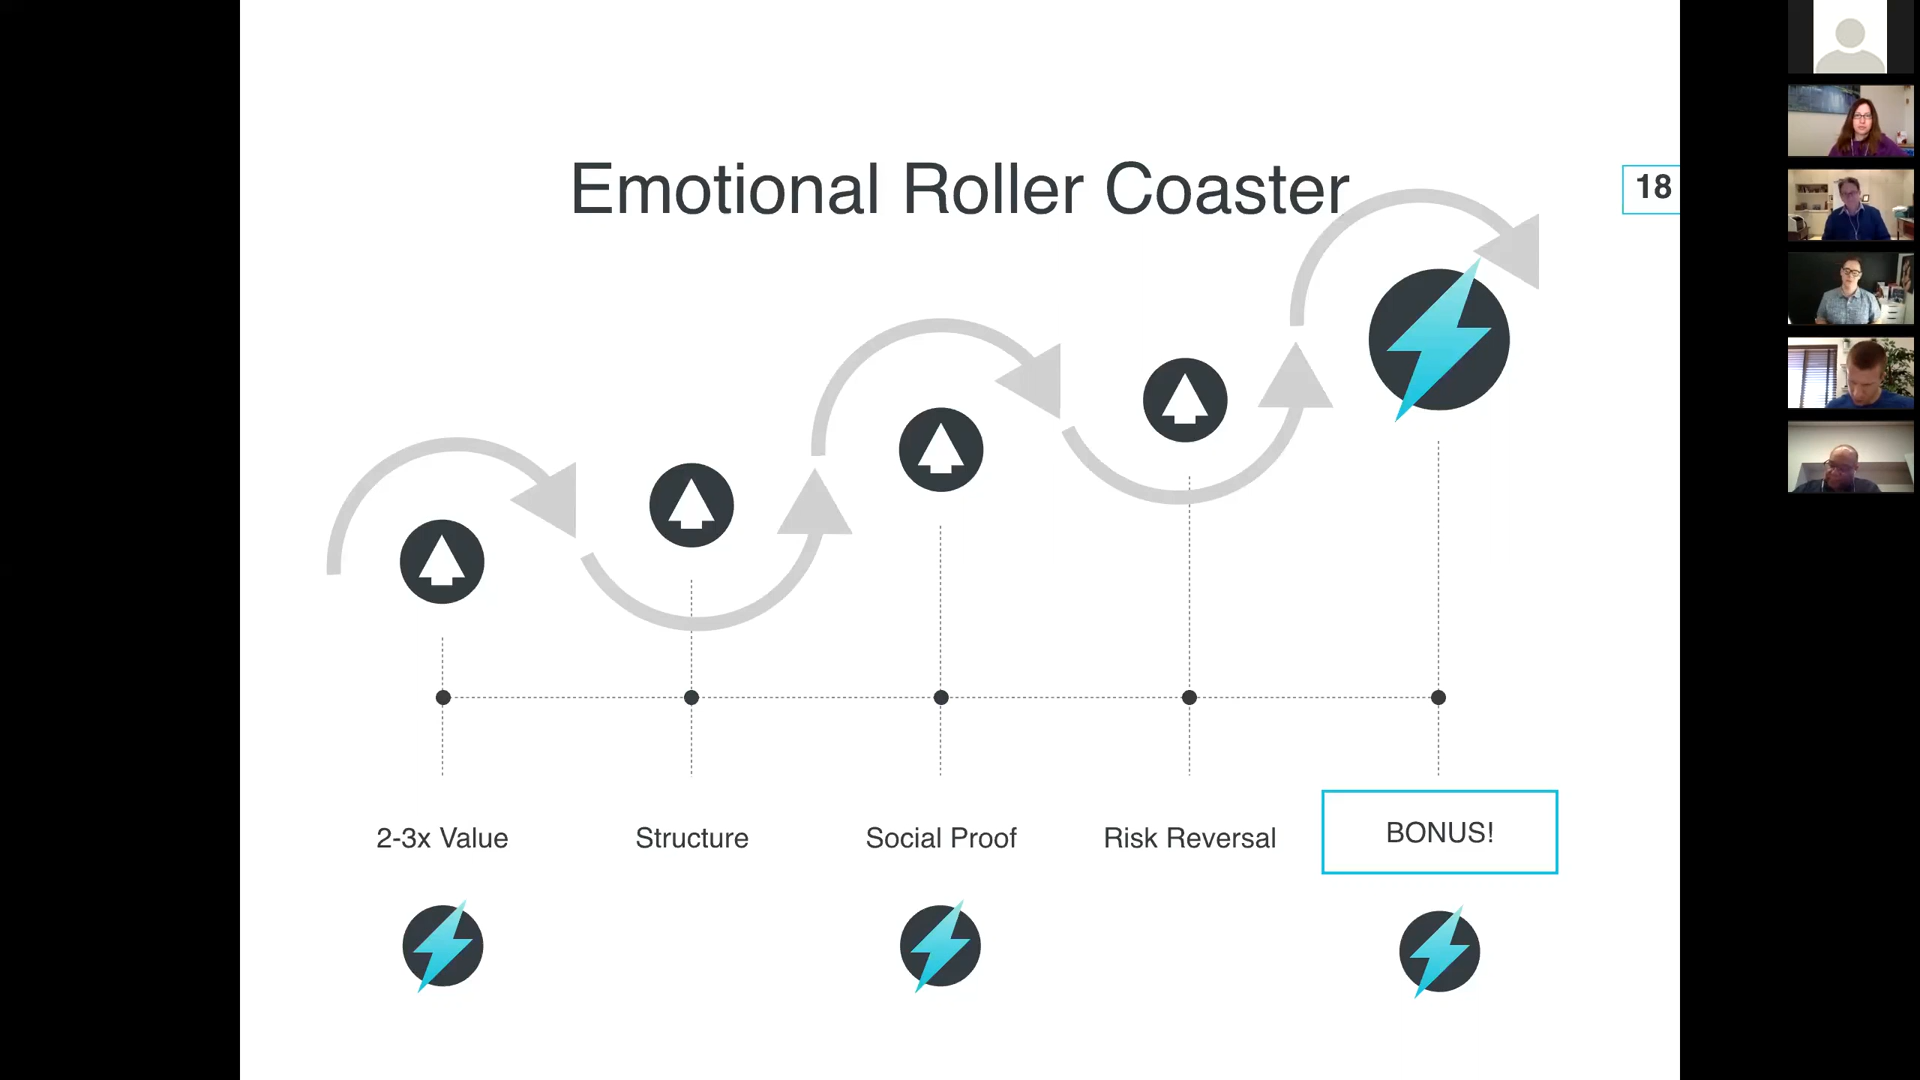 Emotional Roller Coaster
18
2-3x Value
Structure
Social Proof
Risk Reversal
BONUS!